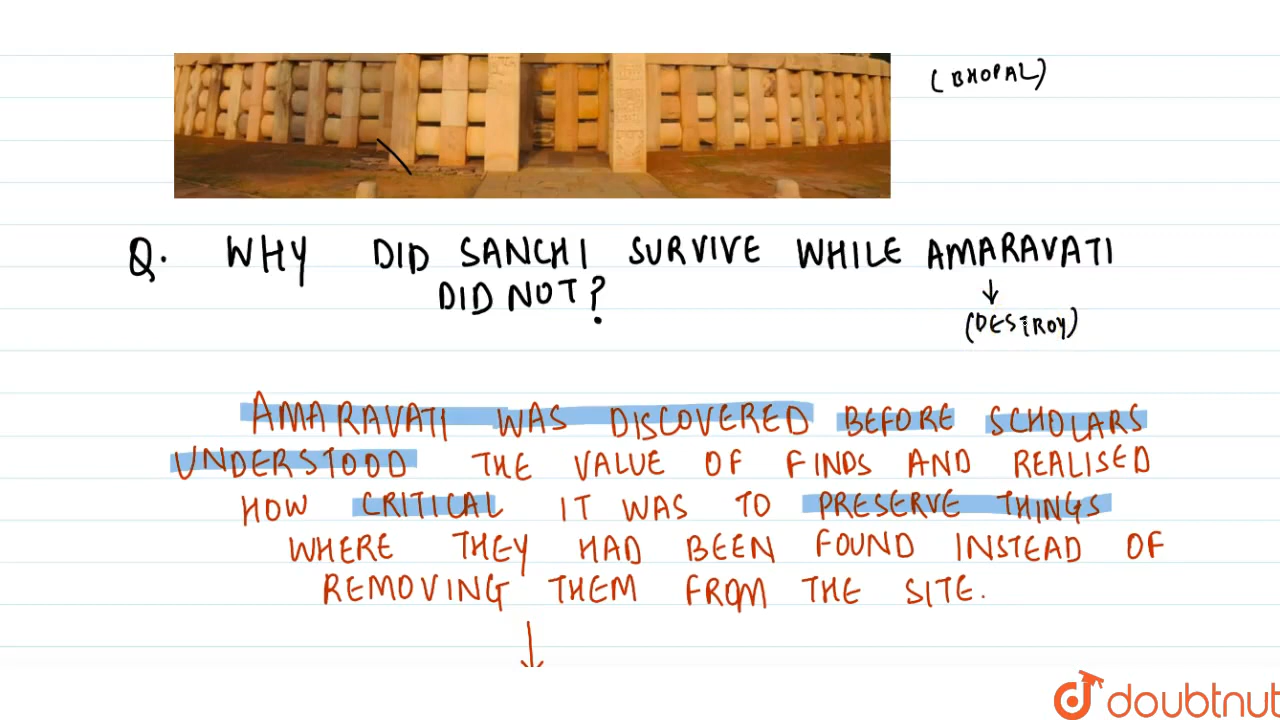 (BHOPAL)
Q. WHY DID SANCHI SURVIVE WHILE AMARAVATI
DID NOT?
(DESTROY)
AMARAVATI WAS DISCOVERED BEFORE SCHOLARS
UNDERSTOOD THE VALUE OF FINDS AND REALISED
HOW CRITICAL IT WAS TO PRESERVE THINGS
WHERE THEY HAD BEEN FOUND INSTEAD OF
REMOVING THEM FROM THE SITE.
doubtnut